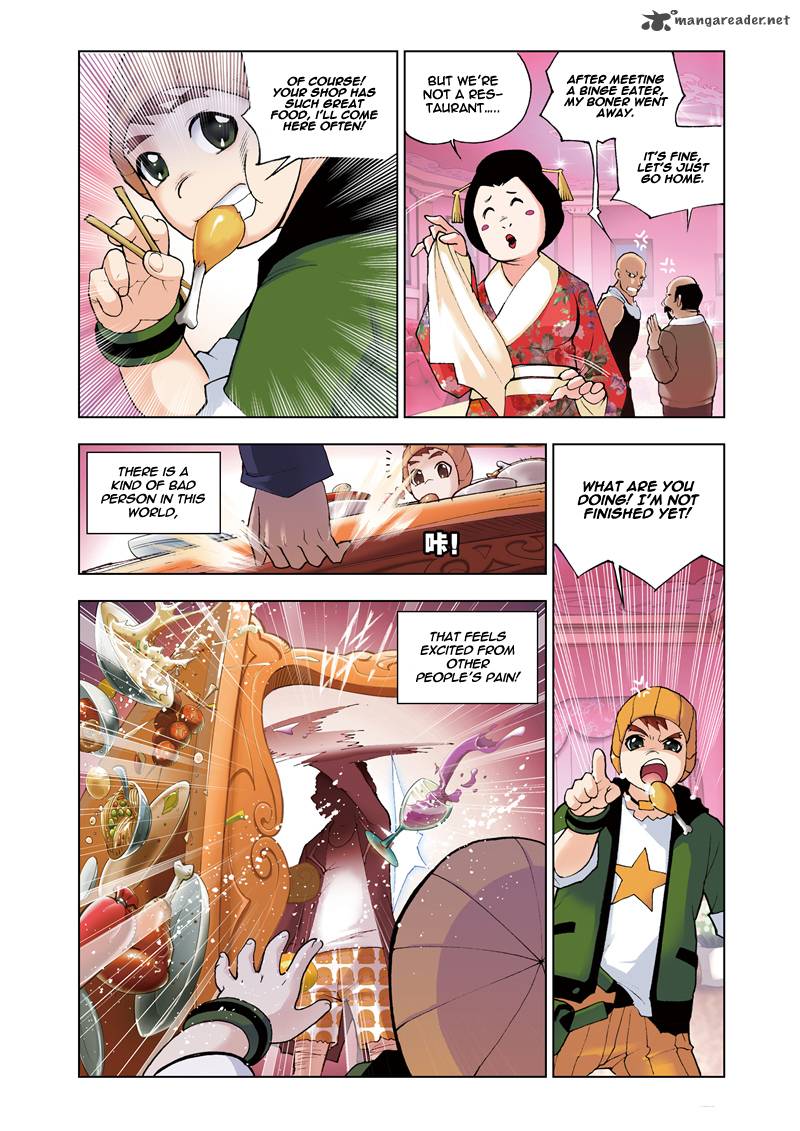 mangareader.net
OF COURSE!
YOUR SHOP HAS
SUCH GREAT
FOOD, I'LL COME
HERE OFTEN!
BUT WE'RE
NOT A RES-
TAURANT.....
AFTER MEETING
A BINGE EATER,
MY BONER WENT
AWAY.
IT'S FINE,
LET'S JUST
GO HOME.
THERE IS A
KIND OF BAD
PERSON IN THIS
WORLD,
咔!
WHAT ARE YOU
DOING! I'M NOT
FINISHED YET!
THAT FEELS
EXCITED FROM
OTHER
PEOPLE'S PAIN!